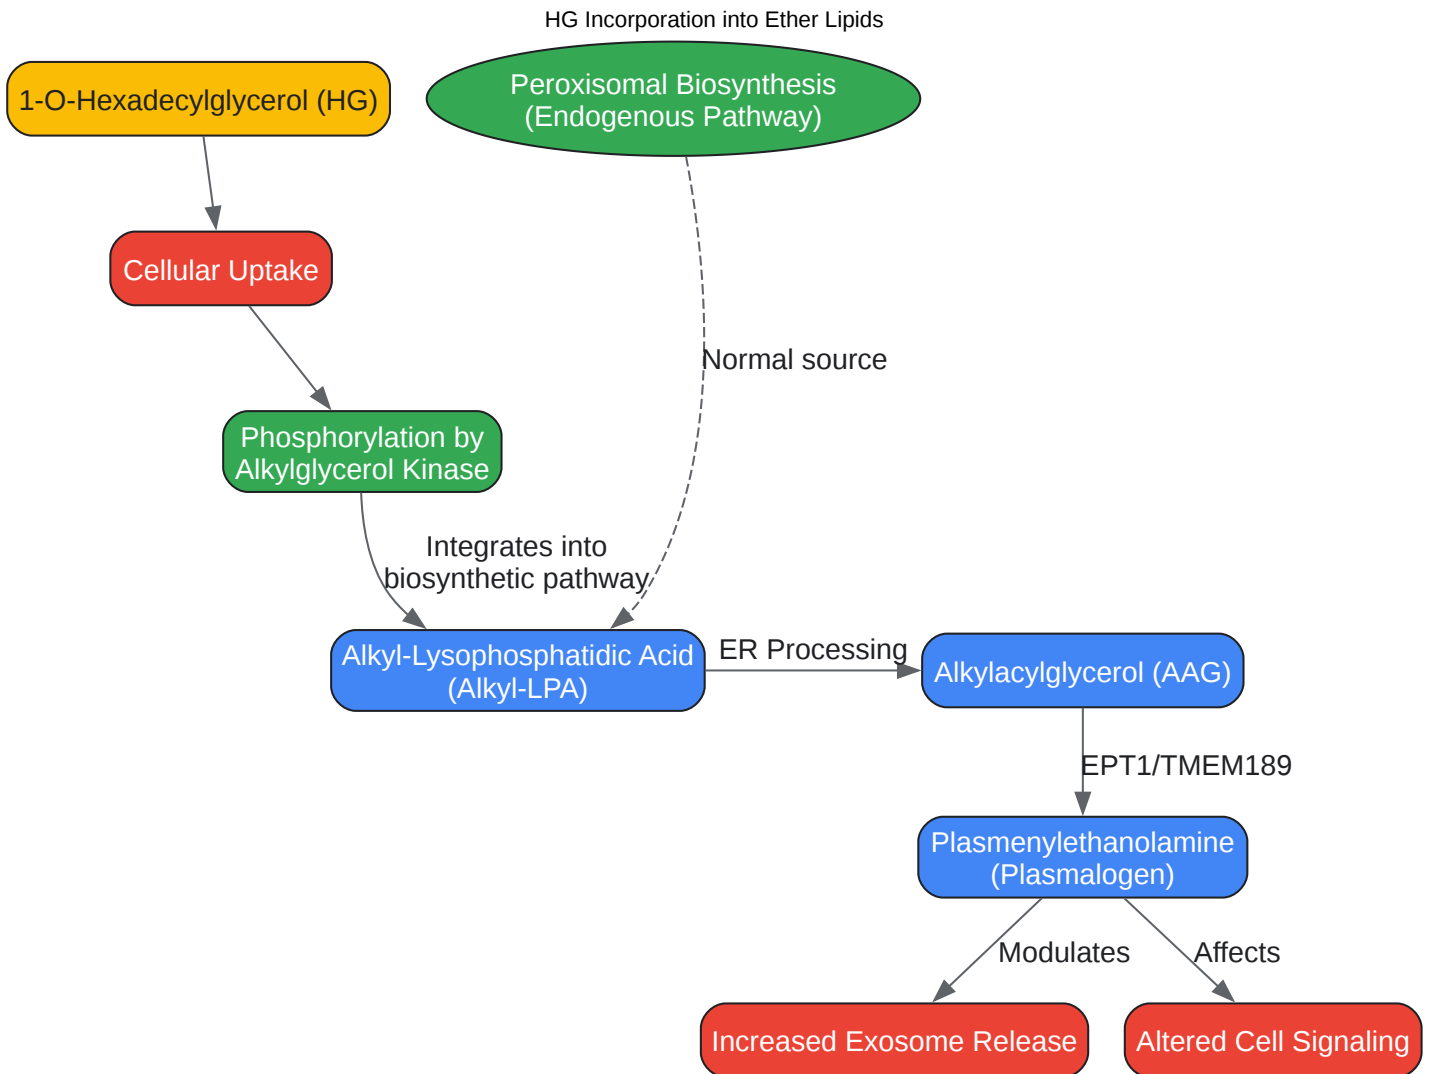 HG Incorporation into Ether Lipids
1-O-Hexadecylglycerol (HG)
Peroxisomal Biosynthesis
(Endogenous Pathway)
Cellular Uptake
Normal source
Phosphorylation by
Alkylglycerol Kinase
Integrates into
biosynthetic pathway
Alkyl-Lysophosphatidic Acid
(Alkyl-LPA)
ER Processing
Alkylacylglycerol (AAG)
EPT1/TMEM189
Plasmenylethanolamine
(Plasmalogen)
Modulates
Affects
Increased Exosome Release
Altered Cell Signaling